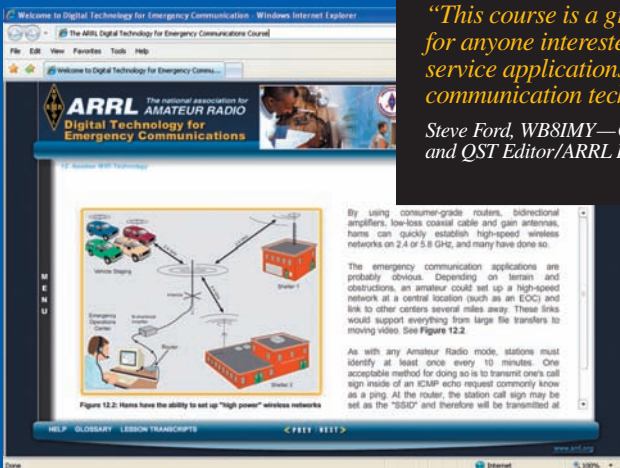 Welcome to Digital Technology for Emergency Communication - Windows Internet Explorer
The ARRL Digital Technology for Emergency Communications Course
File Edit View Favorites Tools Help
Welcome to Digital Technology for Emergency Commu...
"This course is a
for anyone
service applications
communication
Steve Ford, WB8IMY—
and QST Editor/ARRL
ARRL The national association for
AMATEUR RADIO
Digital Technology for
Emergency Communications
12. Amateur WiFi Technology
MENU
Vehicle Staging
Shelter 1
Emergency
Operations
Center
Antenna
Bi-directional
Amplifier
Router
Shelter 2
Figure 12.2: Hams have the ability to set up "high power" wireless networks
By using consumer-grade routers, bidirectional
amplifiers, low-loss coaxial cable and gain antennas,
hams can quickly establish high-speed wireless
networks on 2.4 or 5.8 GHz, and many have done so.
The emergency communication applications are
probably obvious. Depending on terrain and
obstructions, an amateur could set up a high-speed
network at a central location (such as an EOC) and
link to other centers several miles away. These links
would support everything from large file transfers to
moving video. See Figure 12.2.
As with any Amateur Radio mode, stations must
identify at least once every 10 minutes. One
acceptable method for doing so is to transmit one's call
sign inside of an ICMP echo request commonly know
as a ping. At the router, the station call sign may be
set as the "SSID" and therefore will be transmitted at
HELP GLOSSARY LESSON TRANSCRIPTS
< PREV NEXT >
www.arrl.org
Done
Internet
100%